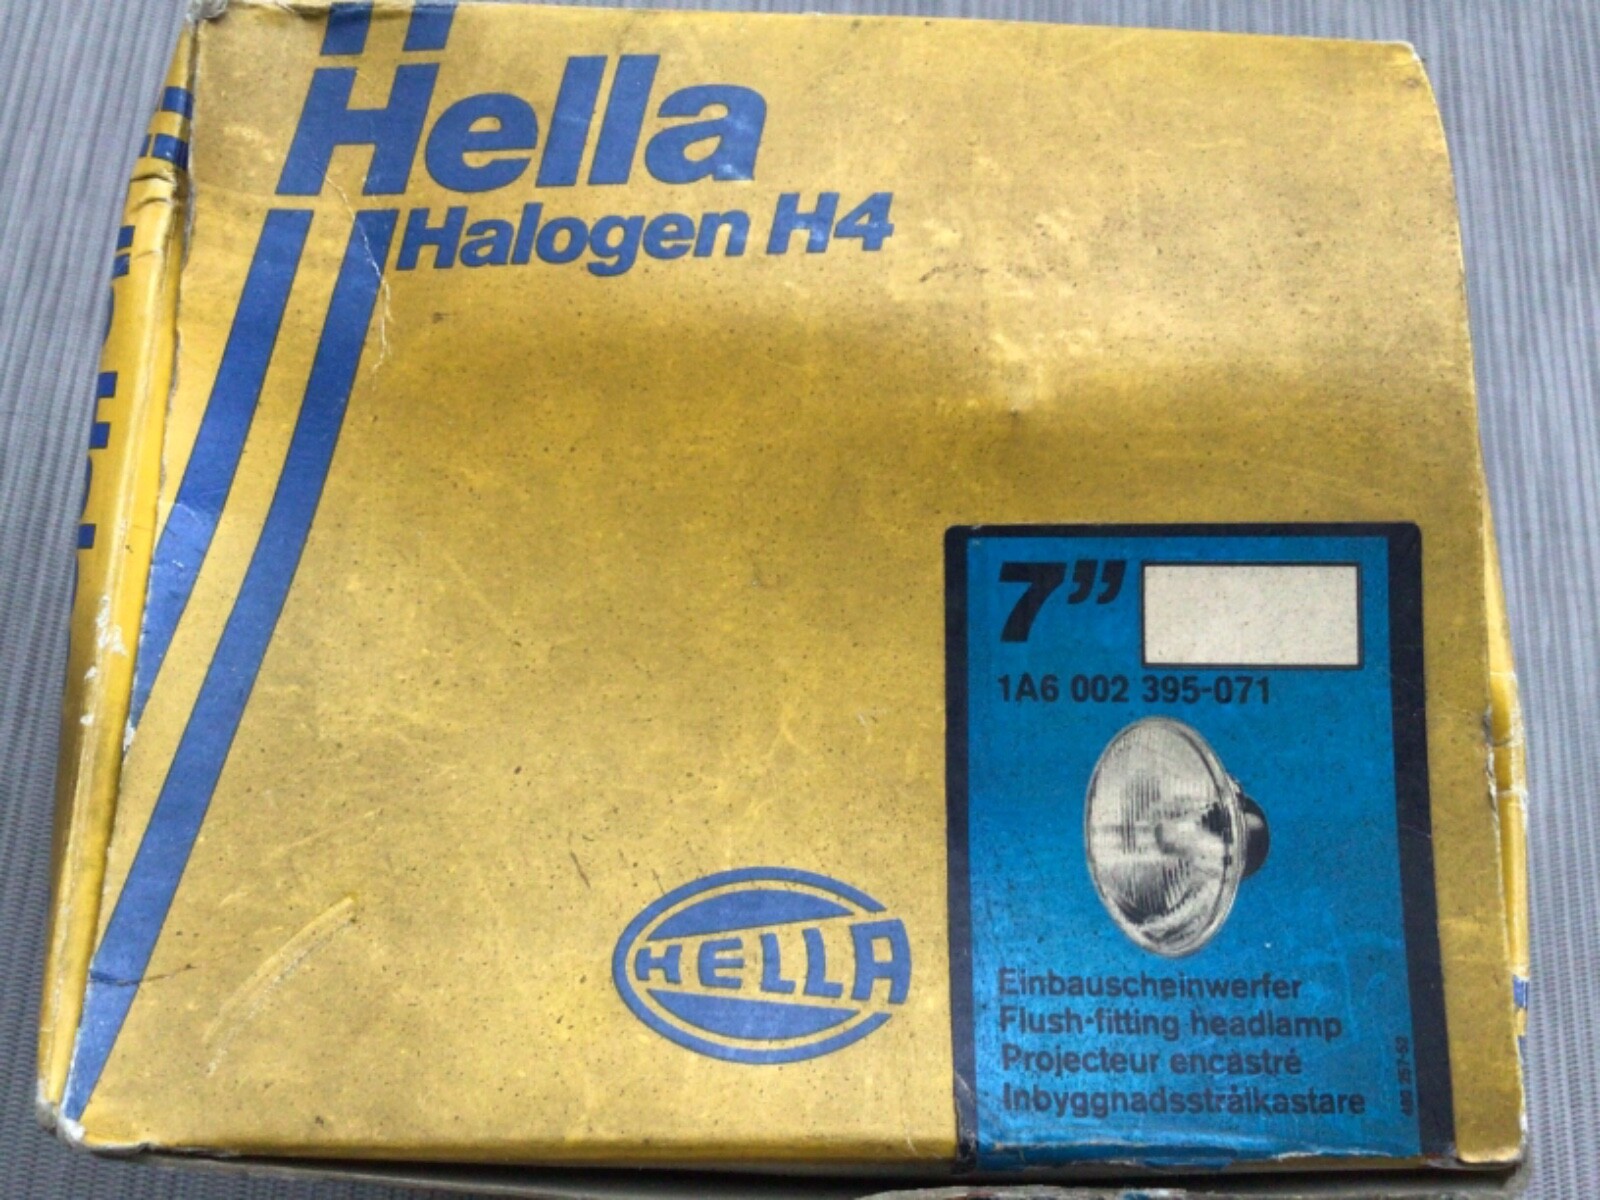 Hella
Halogen H4
7”
1A6 002 395-071
HELLA
Einbauscheinwerfer
Flush-fitting headlamp
Projecteur encastré
Inbyggnadsstrålkastare